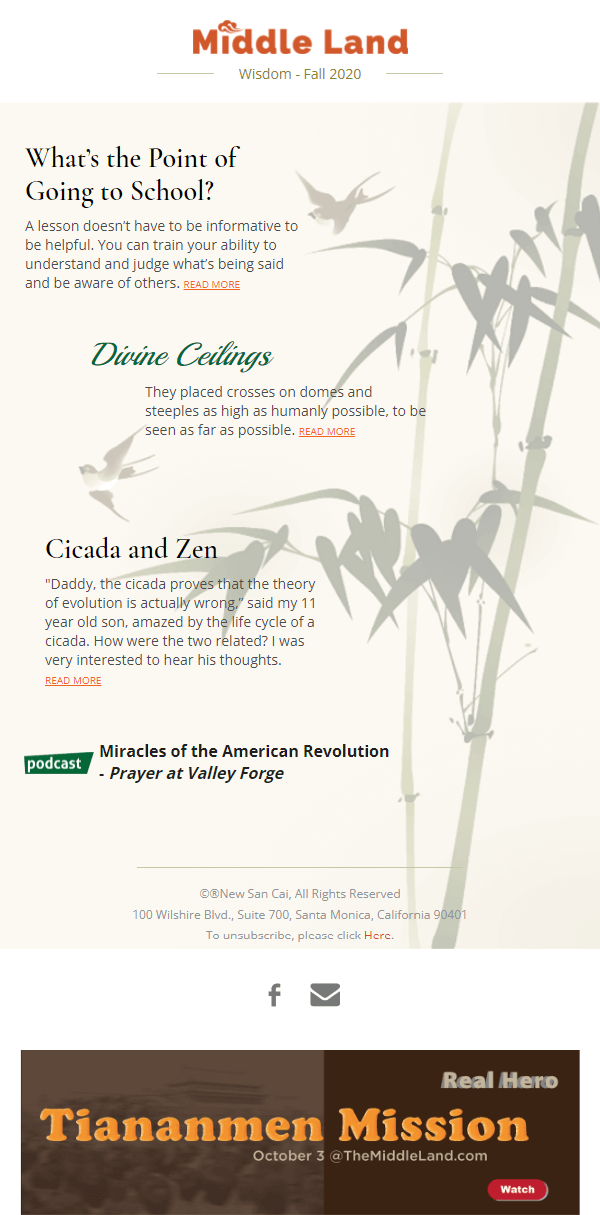 Middle Land
Wisdom - Fall 2020
What’s the Point of
Going to School?
A lesson doesn’t have to be informative to
be helpful. You can train your ability to
understand and judge what’s being said
and be aware of others. READ MORE
Divine Ceilings
They placed crosses on domes and
steeples as high as humanly possible, to be
seen as far as possible. READ MORE
Cicada and Zen
"Daddy, the cicada proves that the theory
of evolution is actually wrong,” said my 11
year old son, amazed by the life cycle of a
cicada. How were the two related? I was
very interested to hear his thoughts.
READ MORE
podcast
Miracles of the American Revolution
- Prayer at Valley Forge
©®New San Cai, All Rights Reserved
100 Wilshire Blvd., Suite 700, Santa Monica, California 90401
To unsubscribe, please click Here.
Real Hero
Tiananmen Mission
October 3 @TheMiddleLand.com
Watch